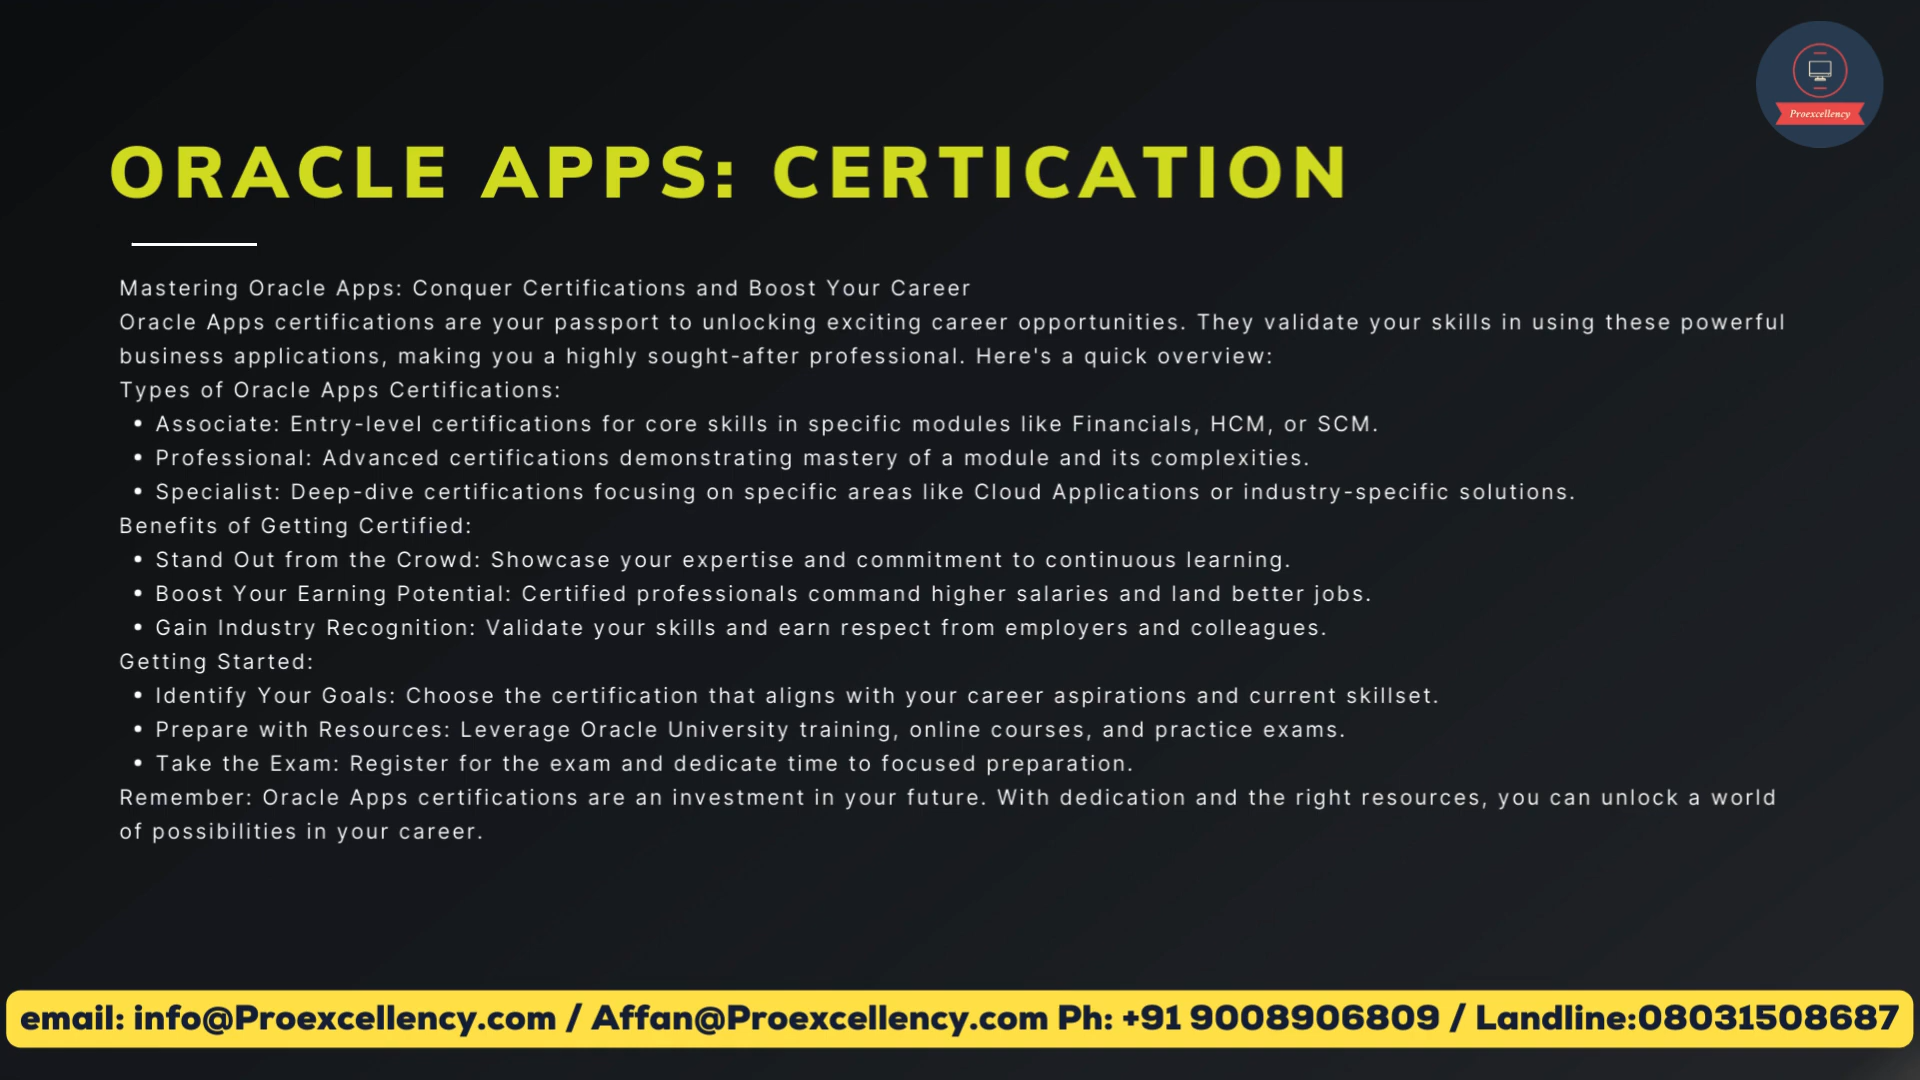 Proexcellency
ORACLE APPS: CERTICATION
Mastering Oracle Apps: Conquer Certifications and Boost Your Career
Oracle Apps certifications are your passport to unlocking exciting career opportunities. They validate your skills in using these powerful
business applications, making you a highly sought-after professional. Here's a quick overview:
Types of Oracle Apps Certifications:
• Associate: Entry-level certifications for core skills in specific modules like Financials, HCM, or SCM.
• Professional: Advanced certifications demonstrating mastery of a module and its complexities.
• Specialist: Deep-dive certifications focusing on specific areas like Cloud Applications or industry-specific solutions.
Benefits of Getting Certified:
• Stand Out from the Crowd: Showcase your expertise and commitment to continuous learning.
• Boost Your Earning Potential: Certified professionals command higher salaries and land better jobs.
• Gain Industry Recognition: Validate your skills and earn respect from employers and colleagues.
Getting Started:
• Identify Your Goals: Choose the certification that aligns with your career aspirations and current skillset.
• Prepare with Resources: Leverage Oracle University training, online courses, and practice exams.
• Take the Exam: Register for the exam and dedicate time to focused preparation.
Remember: Oracle Apps certifications are an investment in your future. With dedication and the right resources, you can unlock a world
of possibilities in your career.
email: info@Proexcellency.com / Affan@Proexcellency.com Ph: +91 9008906809 / Landline:08031508687